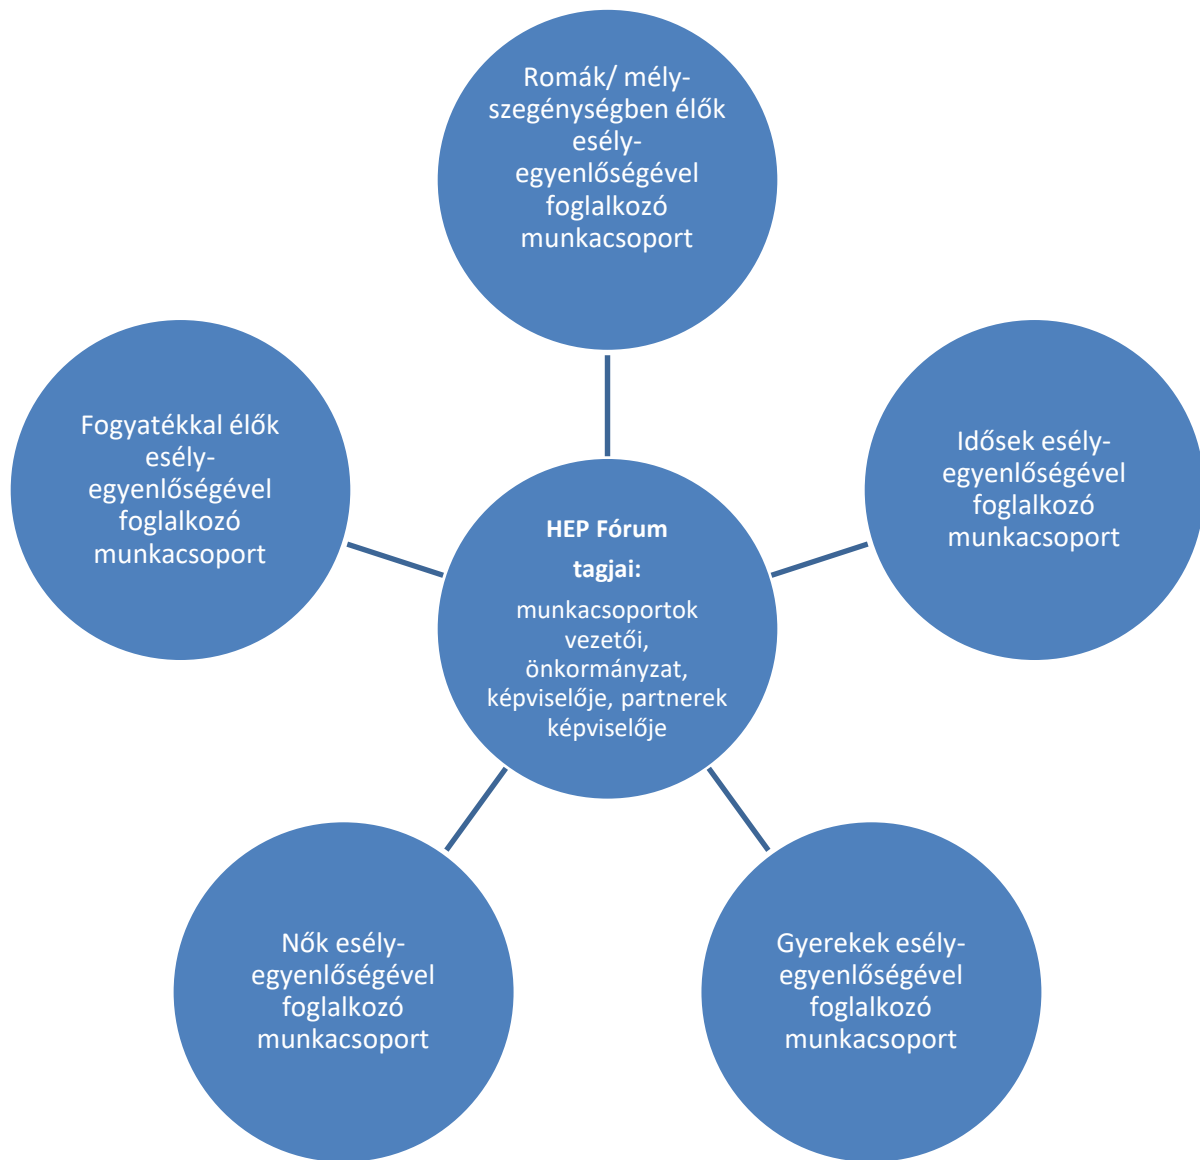 Romák/ mély-
szegénységben élők
esély-
egyenlőségével
foglalkozó
munkacsoport
Fogyatékkal élők
esély-
egyenlőségével
foglalkozó
munkacsoport
Idősek esély-
egyenlőségével
foglalkozó
munkacsoport
HEP Fórum
tagjai:
munkacsoportok
vezetői,
önkormányzat,
képviselője, partnerek
képviselője
Nők esély-
egyenlőségével
foglalkozó
munkacsoport
Gyerekek esély-
egyenlőségével
foglalkozó
munkacsoport